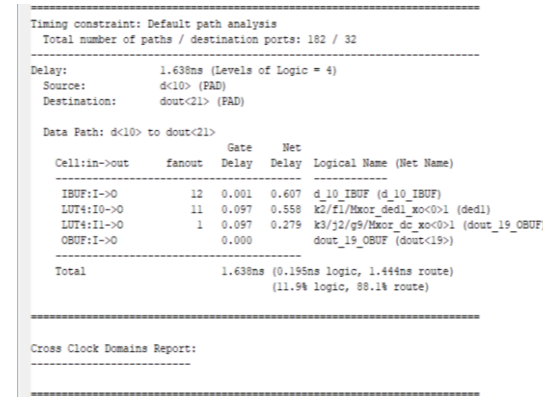 Timing constraint: Default path analysis
Total number of paths / destination ports: 182 / 32
Delay: 1.638ns (Levels of Logic = 4)
Source: d<10> (PAD)
Destination: dout<21> (PAD)
Data Path: d<10> to dout<21>
Gate Net
Cell:in->out fanout Delay Delay Logical Name (Net Name)
IBUF:I->O 12 0.001 0.607 d_10_IBUF (d_10_IBUF)
LUT4:I0->O 11 0.097 0.558 k2/f1/Mxor_ded1_xo<0>1 (ded1)
LUT4:I1->O 1 0.097 0.279 k3/j2/g9/Mxor_dc_xo<0>1 (dout_19_OBUF)
OBUF:I->O 0.000 dout_19_OBUF (dout<19>)
Total 1.638ns (0.195ns logic, 1.444ns route)
(11.9% logic, 88.1% route)
Cross Clock Domains Report: